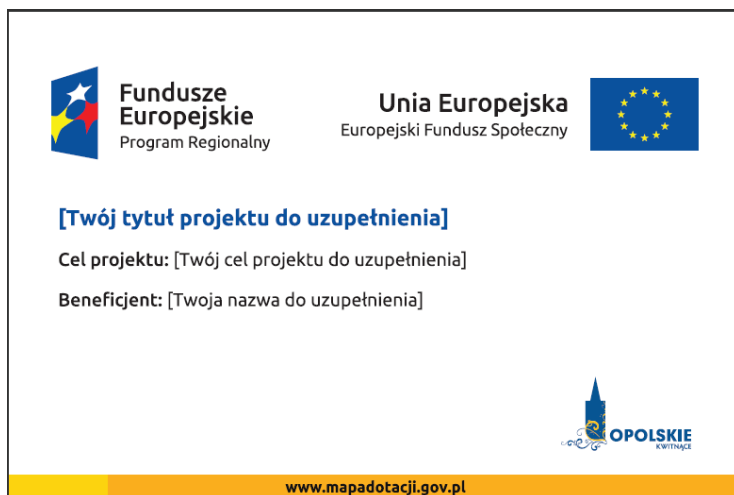 Fundusze
Europejskie
Program Regionalny
Unia Europejska
Europejski Fundusz Społeczny
[Twój tytuł projektu do uzupełnienia]
Cel projektu: [Twój cel projektu do uzupełnienia]
Beneficjent: [Twoja nazwa do uzupełnienia]
OPOLSKIE
KWITNĄCE
www.mapadotacji.gov.pl